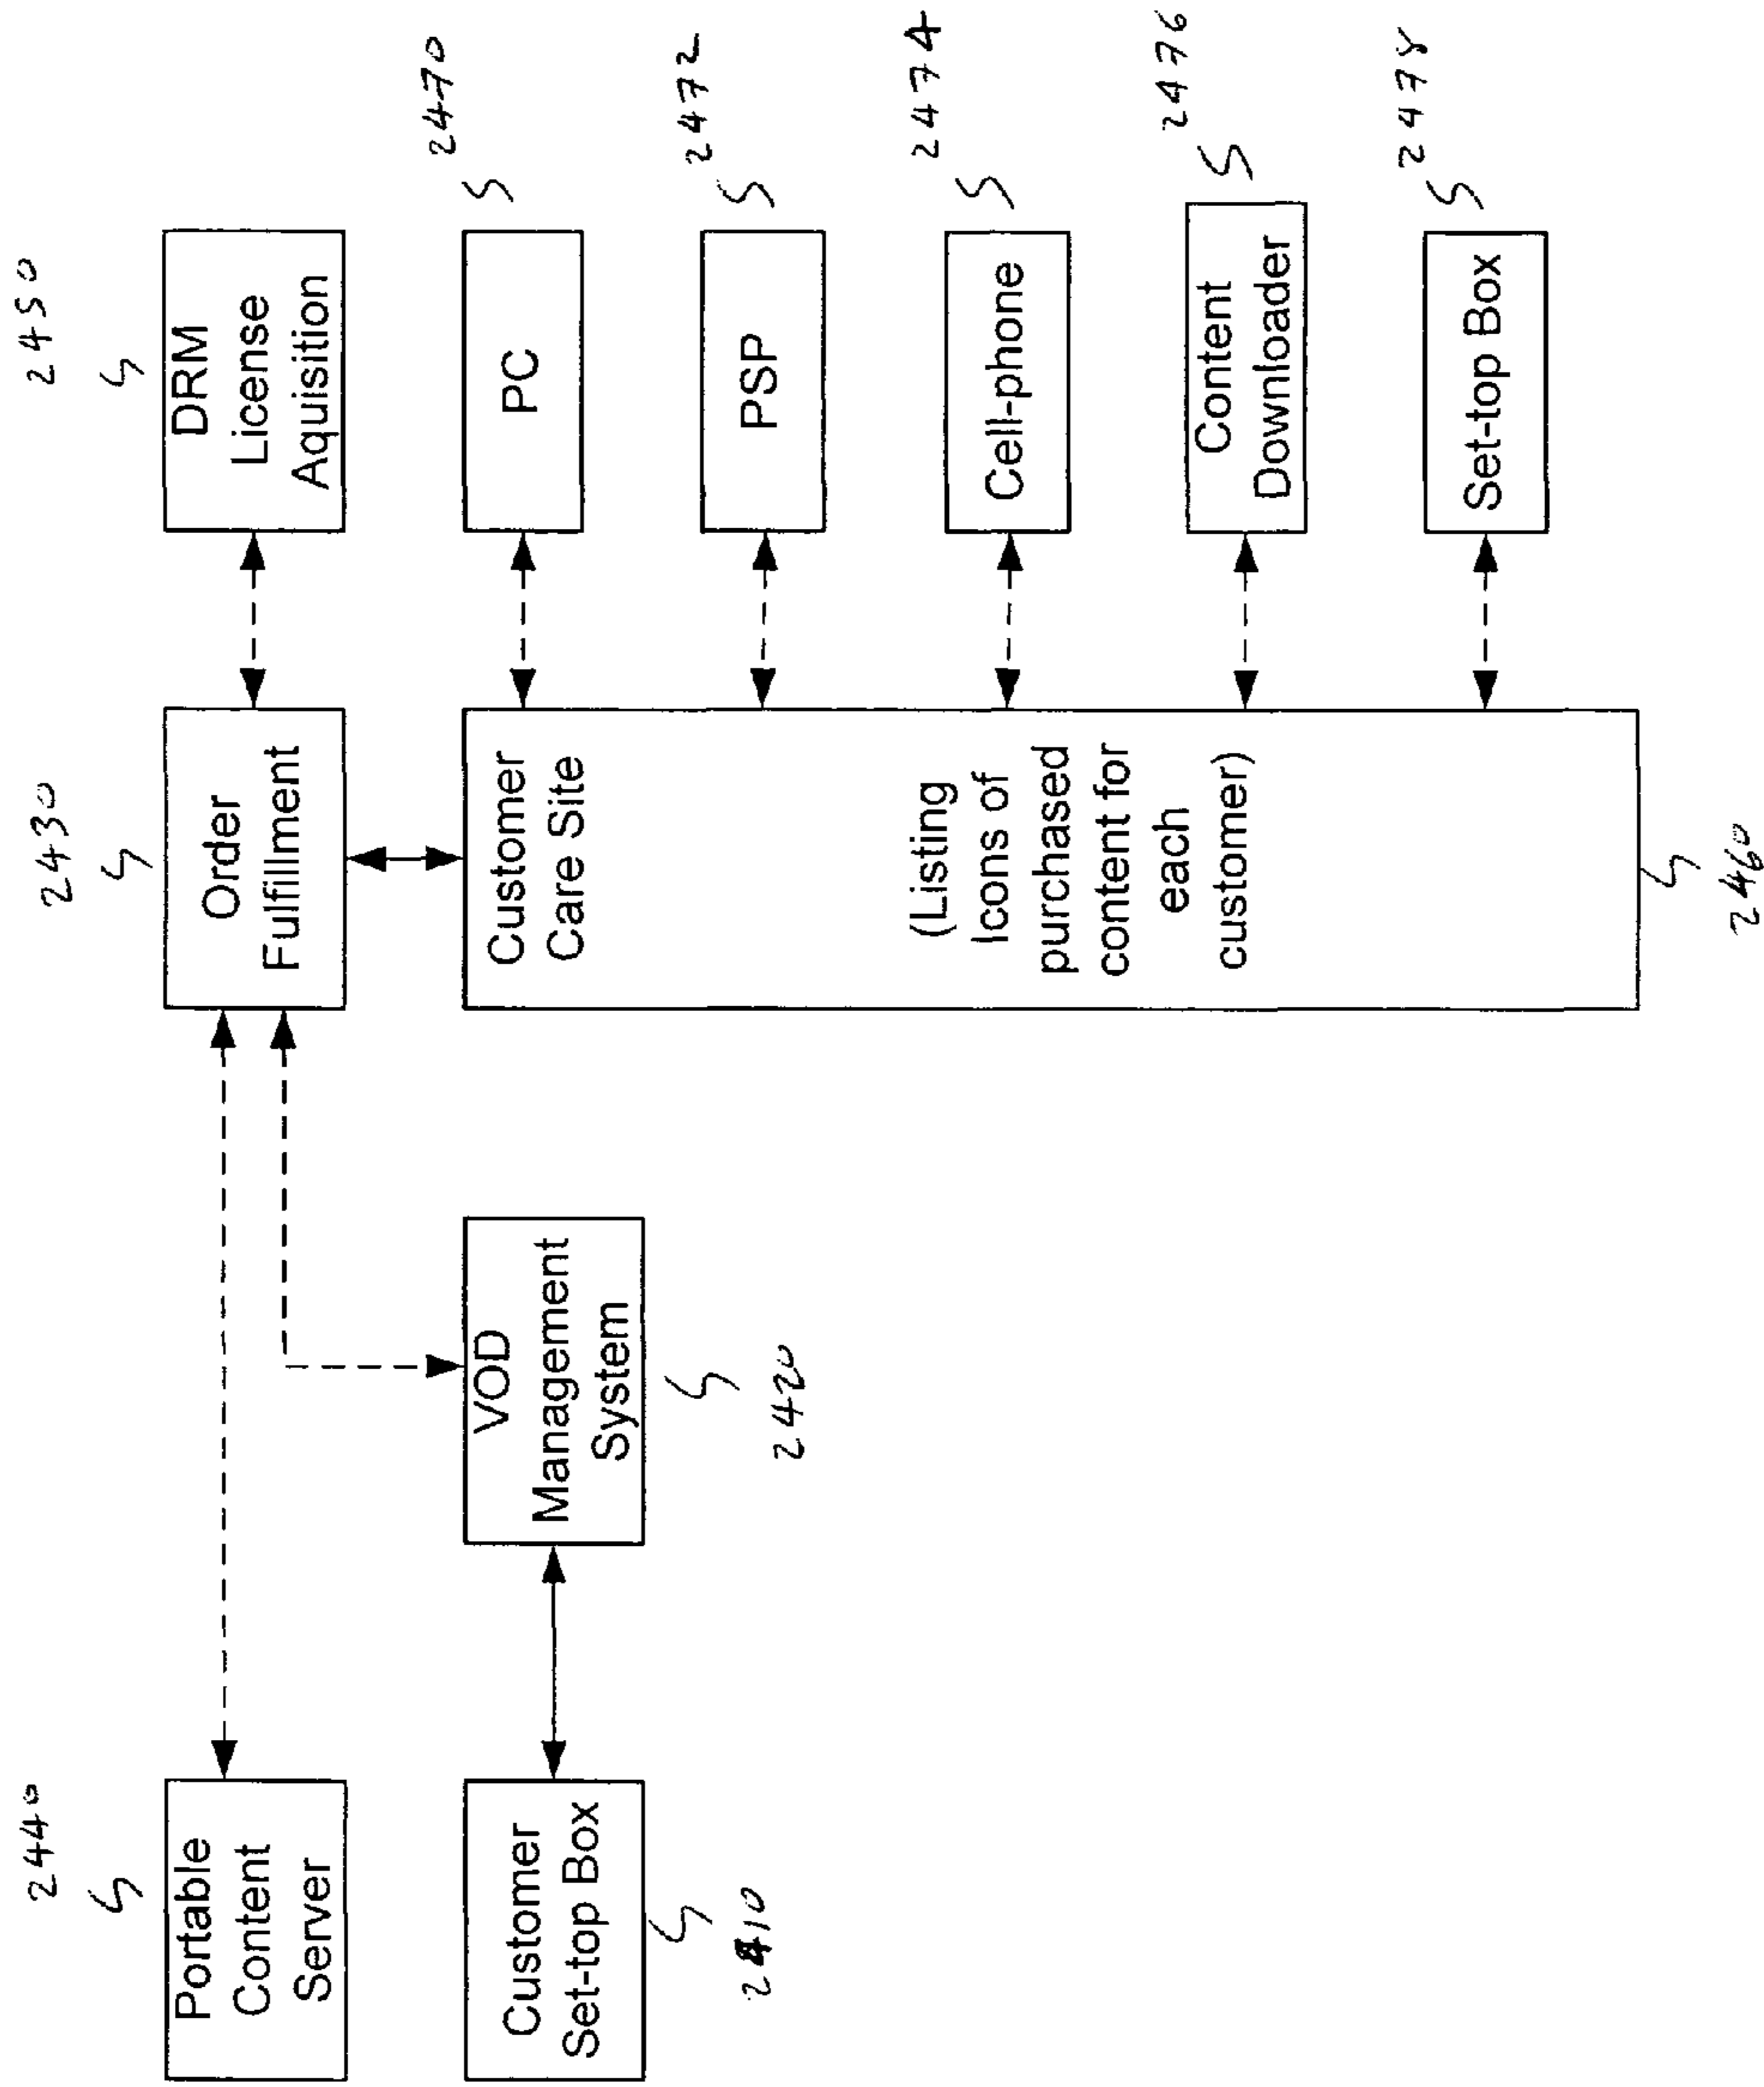 2440
Portable
Content
Server
2430
Order
Fulfillment
2450
DRM
License
Aquisition
Customer
Set-top Box
2410
VOD
Management
System
2420
Customer
Care Site
(Listing
Icons of
purchased
content for
each
customer)
2460
PC
2470
PSP
2472
Cell-phone
2474
Content
Downloader
2476
Set-top Box
2478